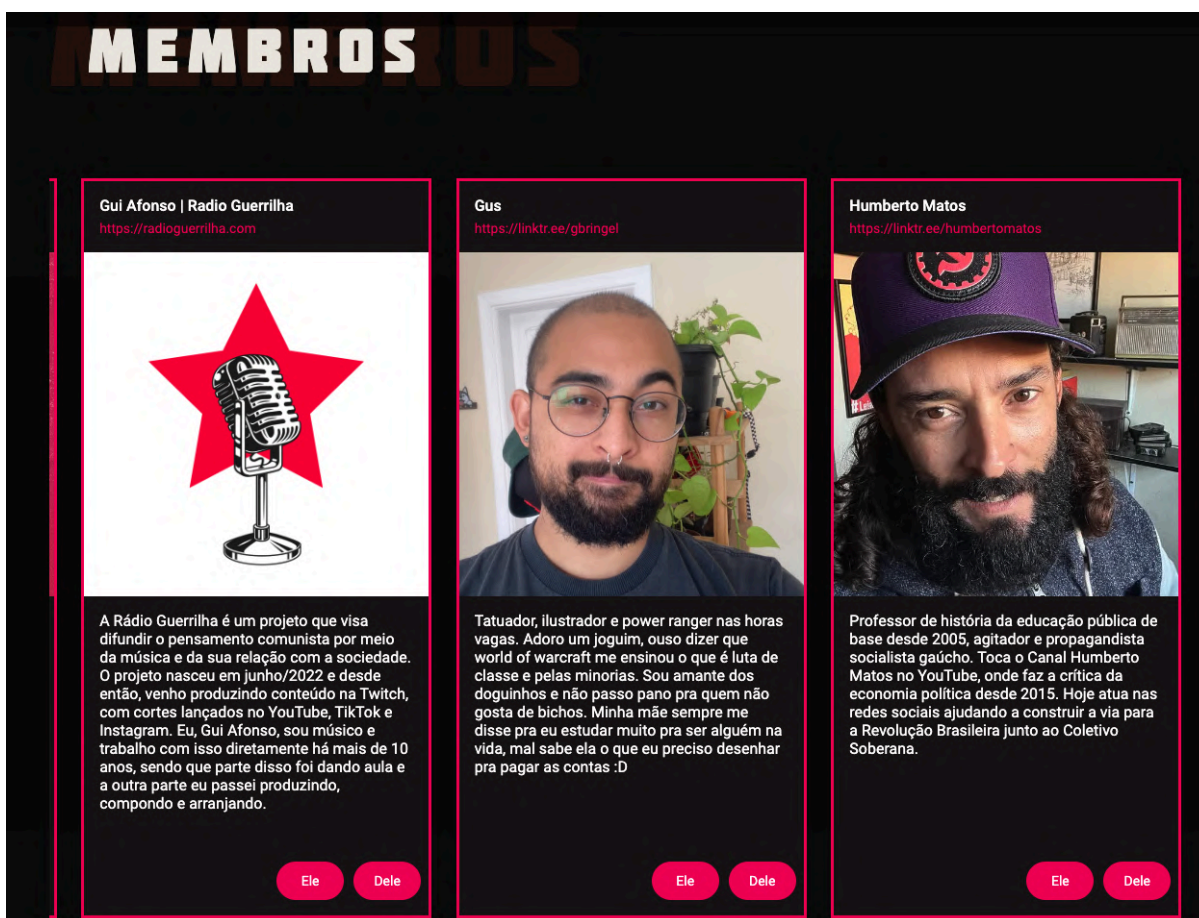 MEMBROS
Gui Afonso | Radio Guerrilha
https://radioguerrilha.com
A Rádio Guerrilha é um projeto que visa
difundir o pensamento comunista por meio
da música e da sua relação com a sociedade.
O projeto nasceu em junho/2022 e desde
então, venho produzindo conteúdo na Twitch,
com cortes lançados no YouTube, TikTok e
Instagram. Eu, Gui Afonso, sou músico e
trabalho com isso diretamente há mais de 10
anos, sendo que parte disso foi dando aula e
a outra parte eu passei produzindo,
compondo e arranjando.
Ele
Dele
Gus
https://linktr.ee/gbringel
Tatuador, ilustrador e power ranger nas horas
vagas. Adoro um joguim, ouso dizer que
world of warcraft me ensinou o que é luta de
classe e pelas minorias. Sou amante dos
doguinhos e não passo pano pra quem não
gosta de bichos. Minha mãe sempre me
disse pra eu estudar muito pra ser alguém na
vida, mal sabe ela o que eu preciso desenhar
pra pagar as contas :D
Ele
Dele
Humberto Matos
https://linktr.ee/humbertomatos
Professor de história da educação pública de
base desde 2005, agitador e propagandista
socialista gaúcho. Toca o Canal Humberto
Matos no YouTube, onde faz a crítica da
economia política desde 2015. Hoje atua nas
redes sociais ajudando a construir a via para
a Revolução Brasileira junto ao Coletivo
Soberana.
Ele
Dele